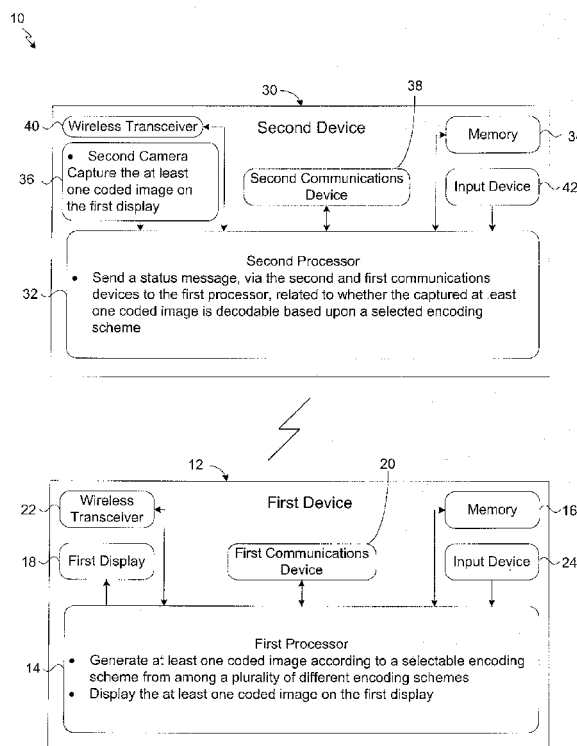 10
30
38
40
Wireless Transceiver
Second Device
Memory
34
36
• Second Camera
Capture the at least
one coded image on
the first display
Second Communications
Device
Input Device
42
Second Processor
32
• Send a status message, via the second and first communications
devices to the first processor, related to whether the captured at least
one coded image is decodable based upon a selected encoding
scheme
12
20
22
Wireless
Transceiver
First Device
Memory
16
18
First Display
First Communications
Device
Input Device
24
First Processor
14
• Generate at least one coded image according to a selectable encoding
scheme from among a plurality of different encoding schemes
• Display the at least one coded image on the first display